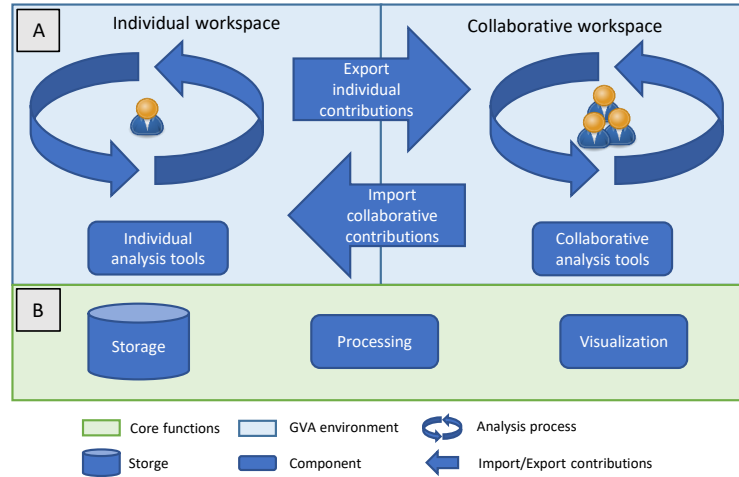 A
Individual workspace
Collaborative workspace
Export
individual
contributions
Import
collaborative
contributions
Individual
analysis tools
Collaborative
analysis tools
B
Storage
Processing
Visualization
Core functions
GVA environment
Analysis process
Storge
Component
Import/Export contributions